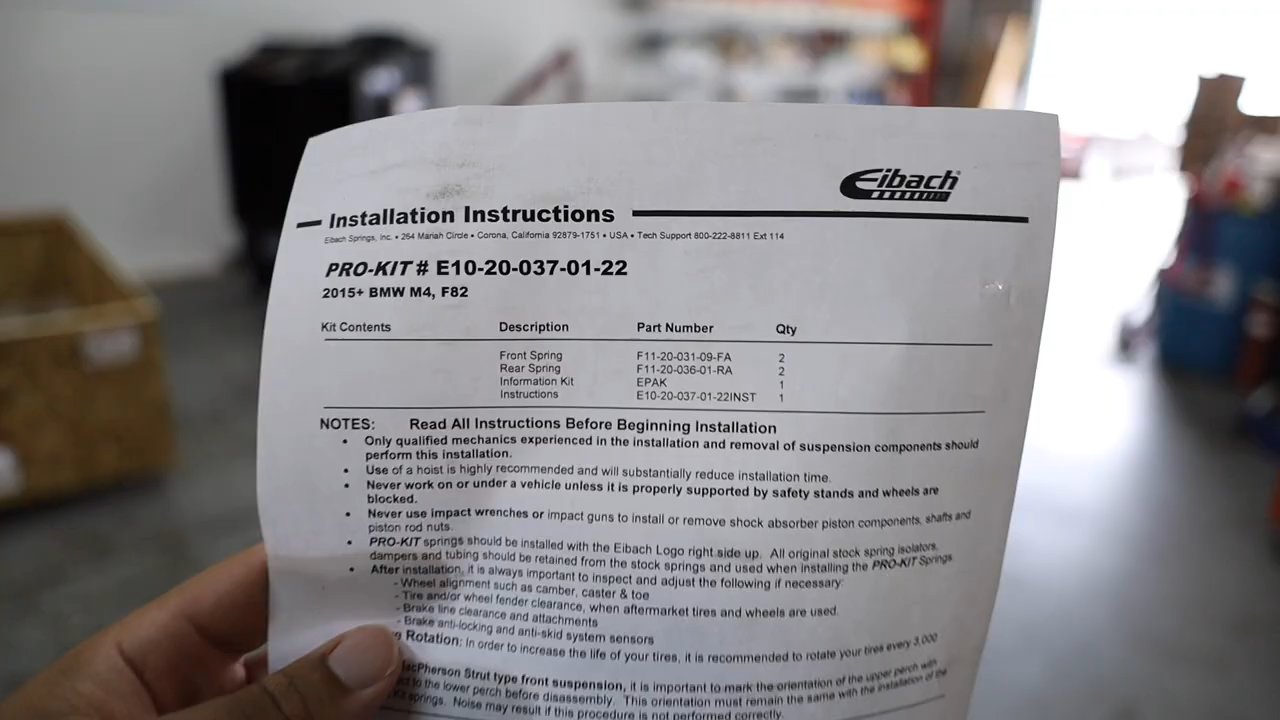 Eibach
Installation Instructions
Eibach Springs, Inc. • 264 Mariah Circle • Corona, California 92879-1751 • USA • Tech Support 800-222-8811 Ext 114
PRO-KIT # E10-20-037-01-22
2015+ BMW M4, F82
Kit Contents Description Part Number Qty
Front Spring F11-20-031-09-FA 2
Rear Spring F11-20-036-01-RA 2
Information Kit EPAK 1
Instructions E10-20-037-01-22INST 1
NOTES: Read All Instructions Before Beginning Installation
• Only qualified mechanics experienced in the installation and removal of suspension components should
perform this installation.
• Use of a hoist is highly recommended and will substantially reduce installation time.
• Never work on or under a vehicle unless it is properly supported by safety stands and wheels are
blocked.
• Never use impact wrenches or impact guns to install or remove shock absorber piston components, shafts and
piston rod nuts.
• PRO-KIT springs should be installed with the Eibach Logo right side up. All original stock spring isolators,
dampers and tubing should be retained from the stock springs and used when installing the PRO-KIT Springs
• After installation, it is always important to inspect and adjust the following if necessary:
- Wheel alignment such as camber, caster & toe
- Tire and/or wheel fender clearance, when aftermarket tires and wheels are used.
- Brake line clearance and attachments
- Brake anti-locking and anti-skid system sensors
Rotation: In order to increase the life of your tires, it is recommended to rotate your tires every 3,000
MacPherson Strut type front suspension, it is important to mark the orientation of the upper perch with
to the lower perch before disassembly. This orientation must remain the same with the installation of the
springs. Noise may result if this procedure is not performed correctly.